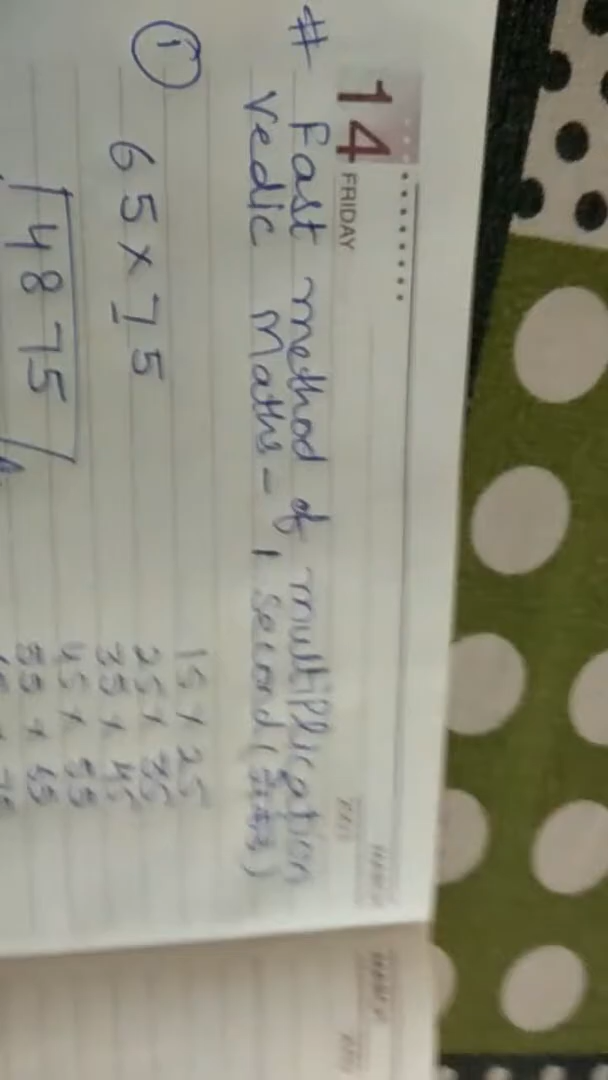 14 FRIDAY
# Fast method of multiplication
Vedic Maths - 1 second
① 65 x 75
4875
15 x 25
25 x 35
35 x 45
45 x 55
55 x 65